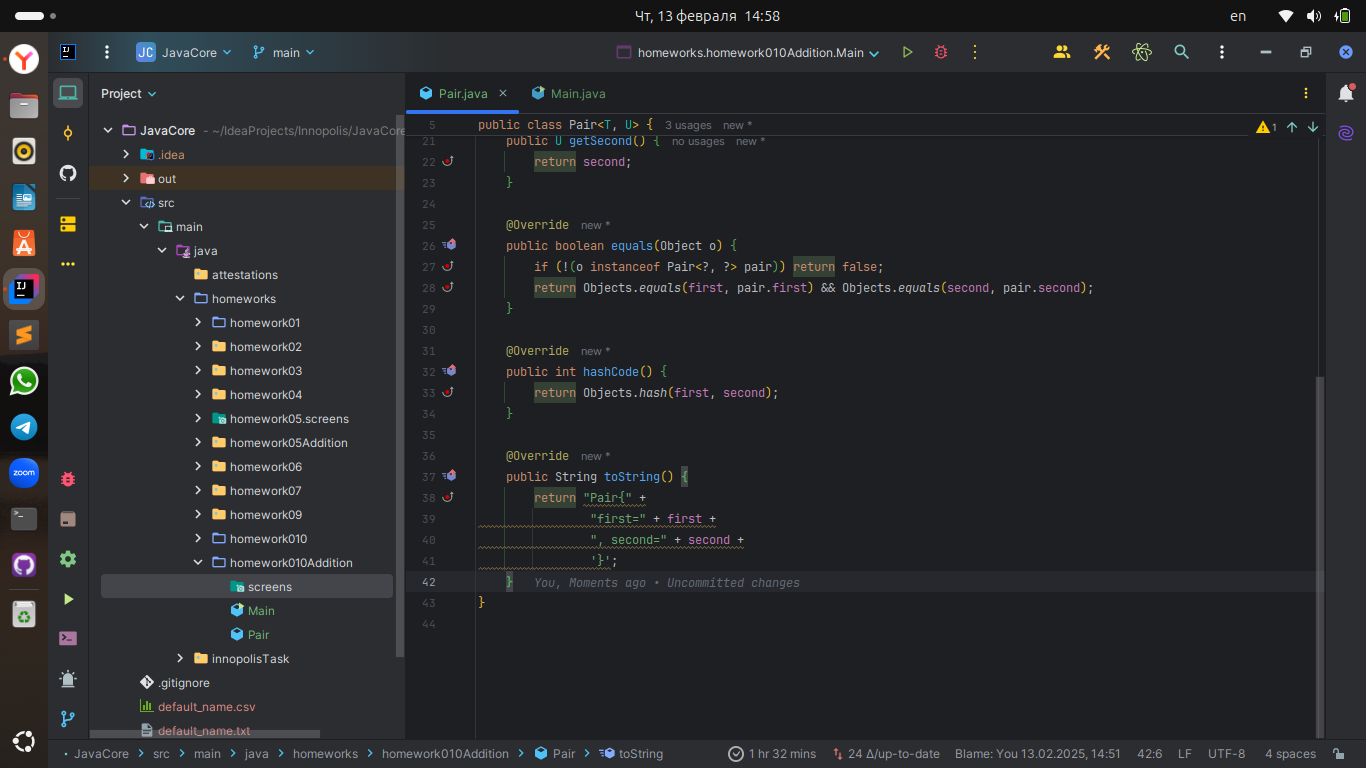 Чт, 13 февраля 14:58
en
JC JavaCore main homeworks.homework010Addition.Main
Project
Pair.java Main.java
JavaCore - ~/IdeaProjects/Innopolis/JavaCore
.idea
out
src
main
java
attestations
homeworks
homework01
homework02
homework03
homework04
homework05.screens
homework05Addition
homework06
homework07
homework09
homework010
homework010Addition
screens
Main
Pair
innopolisTask
.gitignore
default_name.csv
default_name.txt
zoom
5 public class Pair<T, U> { 3 usages new *
1
21 public U getSecond() { no usages new *
22 return second;
23 }
24
25 @Override new *
26 public boolean equals(Object o) {
27 if (!(o instanceof Pair<?, ?> pair)) return false;
28 return Objects.equals(first, pair.first) && Objects.equals(second, pair.second);
29 }
30
31 @Override new *
32 public int hashCode() {
33 return Objects.hash(first, second);
34 }
35
36 @Override new *
37 public String toString() {
38 return "Pair{" +
39 "first=" + first +
40 ", second=" + second +
41 '}';
42 } You, Moments ago • Uncommitted changes
43 }
44
JavaCore > src > main > java > homeworks > homework010Addition > Pair > toString
1 hr 32 mins 24 Δ/up-to-date Blame: You 13.02.2025, 14:51 42:6 LF UTF-8 4 spaces